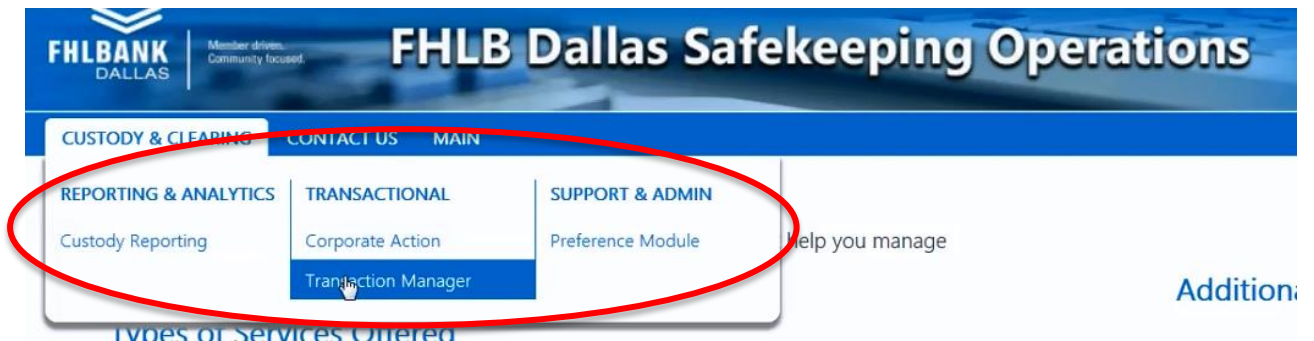 FHLBANK
DALLAS
Member driven.
Community focused.
FHLB Dallas Safekeeping Operations
CUSTODY & CLEARING CONTACT US MAIN
REPORTING & ANALYTICS TRANSACTIONAL SUPPORT & ADMIN
Custody Reporting Corporate Action Preference Module help you manage
Transaction Manager
Additiona
Types of Services Offered